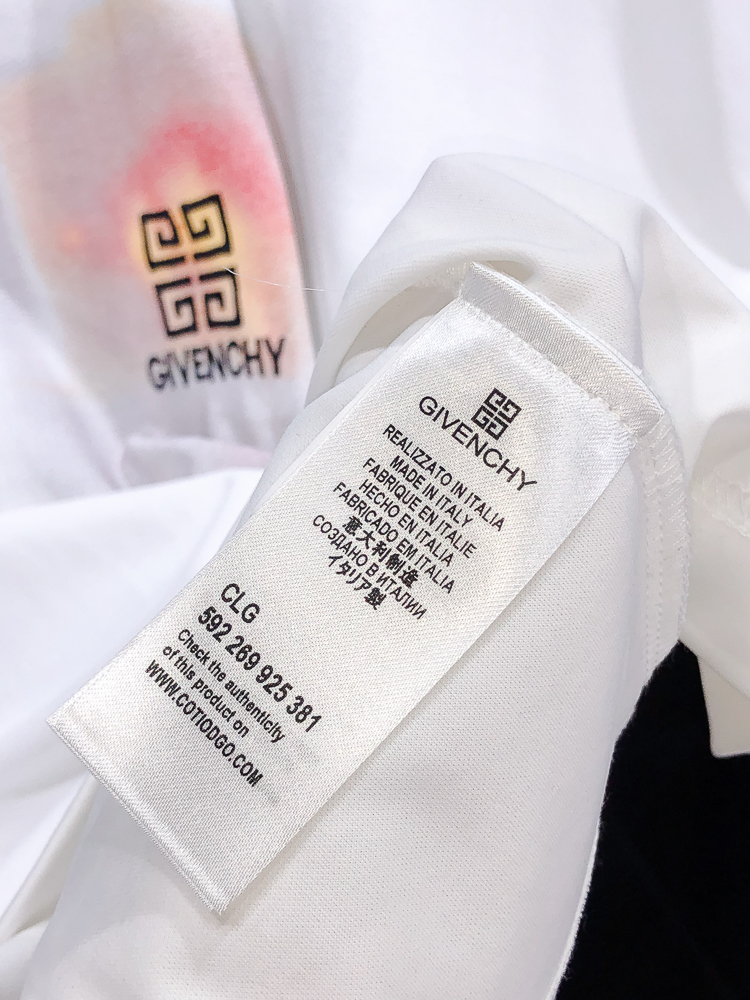 GIVENCHY
GIVENCHY
REALIZZATO IN ITALIA
MADE IN ITALY
FABRIQUE EN ITALIE
HECHO EN ITALIA
FABRICADO EM ITALIA
意大利制造
СОЗДАНО В ИТАЛИИ
イタリア製
CLG
592 269 925 381
Check the authenticity
of this product on
WWW.COTIODGO.COM